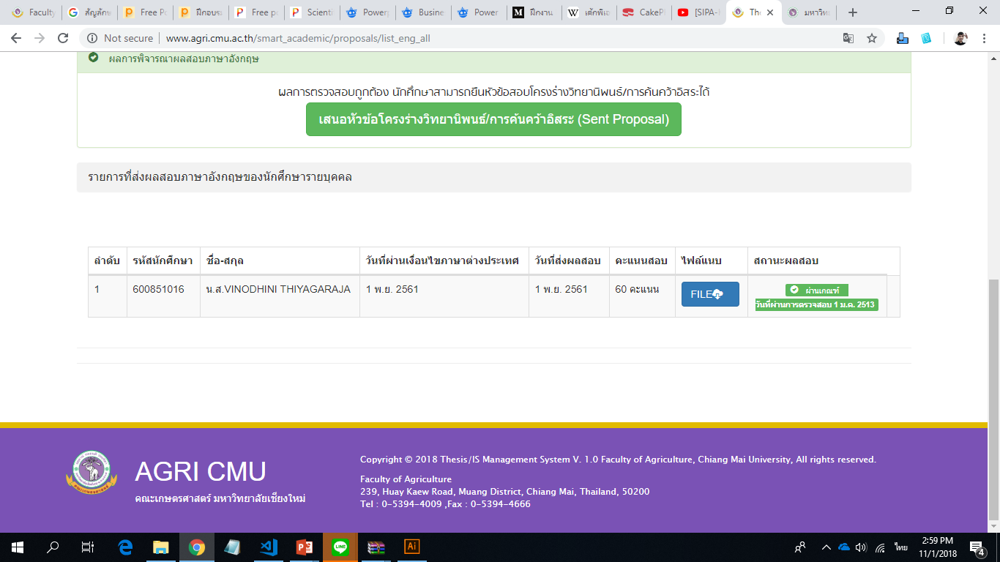 Faculty
สัญลักษ
Free Po
ฝึกอบรม
Free po
Scienti
Powerp
Busine
Power
ฝึกงาน
เด้กพิเอ
CakePl
[SIPA-
The
มหาวิท
Not secure
www.agri.cmu.ac.th/smart_academic/proposals/list_eng_all
ผลการพิจารณาผลสอบภาษาอังกฤษ
ผลการตรวจสอบถูกต้อง นักศึกษาสามารถยืนหัวข้อสอบโครงร่างวิทยานิพนธ์/การค้นคว้าอิสระได้
เสนอหัวข้อโครงร่างวิทยานิพนธ์/การค้นคว้าอิสระ (Sent Proposal)
รายการที่ส่งผลสอบภาษาอังกฤษของนักศึกษารายบุคคล
ลำดับ รหัสนักศึกษา ชื่อ-สกุล วันที่ผ่านเงื่อนไขภาษาต่างประเทศ วันที่ส่งผลสอบ คะแนนสอบ ไฟล์แนบ สถานะผลสอบ
1 600851016 น.ส.VINODHINI THIYAGARAJA 1 พ.ย. 2561 1 พ.ย. 2561 60 คะแนน FILE ผ่านเกณฑ์
วันที่ผ่านการตรวจสอบ 1 ม.ค. 2513
AGRI CMU
คณะเกษตรศาสตร์ มหาวิทยาลัยเชียงใหม่
Copyright © 2018 Thesis/IS Management System V. 1.0 Faculty of Agriculture, Chiang Mai University, All rights reserved.
Faculty of Agriculture
239, Huay Kaew Road, Muang District, Chiang Mai, Thailand, 50200
Tel : 0-5394-4009 ,Fax : 0-5394-4666
ไทย
2:59 PM
11/1/2018
4